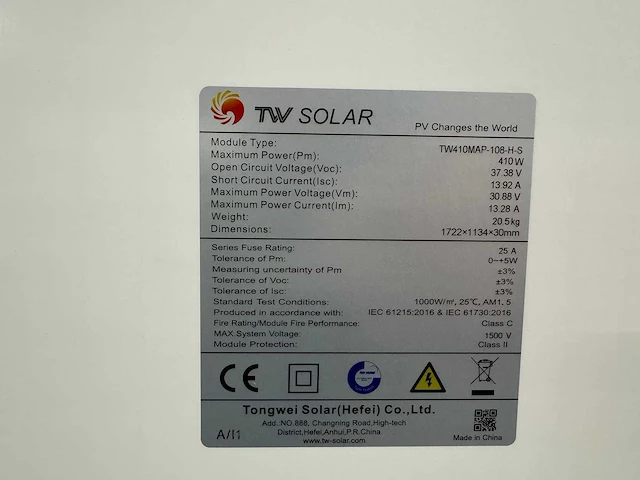 TW SOLAR
PV Changes the World
Module Type: TW410MAP-108-H-S
Maximum Power(Pm): 410W
Open Circuit Voltage(Voc): 37.38 V
Short Circuit Current(Isc): 13.92 A
Maximum Power Voltage(Vm): 30.88 V
Maximum Power Current(Im): 13.28 A
Weight: 20.5kg
Dimensions: 1722×1134×30mm
Series Fuse Rating: 25 A
Tolerance of Pm: 0~+5W
Measuring uncertainty of Pm ±3%
Tolerance of Voc: ±3%
Tolerance of Isc: ±3%
Standard Test Conditions: 1000W/㎡, 25℃, AM1.5
Produced in accordance with: IEC 61215:2016 & IEC 61730:2016
Fire Rating/Module Fire Performance: Class C
MAX.System Voltage: 1500 V
Module Protection: Class II
CE
Tongwei Solar(Hefei) Co.,Ltd.
Add.:NO.888, Changning Road,High-tech
District,Hefei,Anhui,P.R.China
www.tw-solar.com
A/I1
Made in China